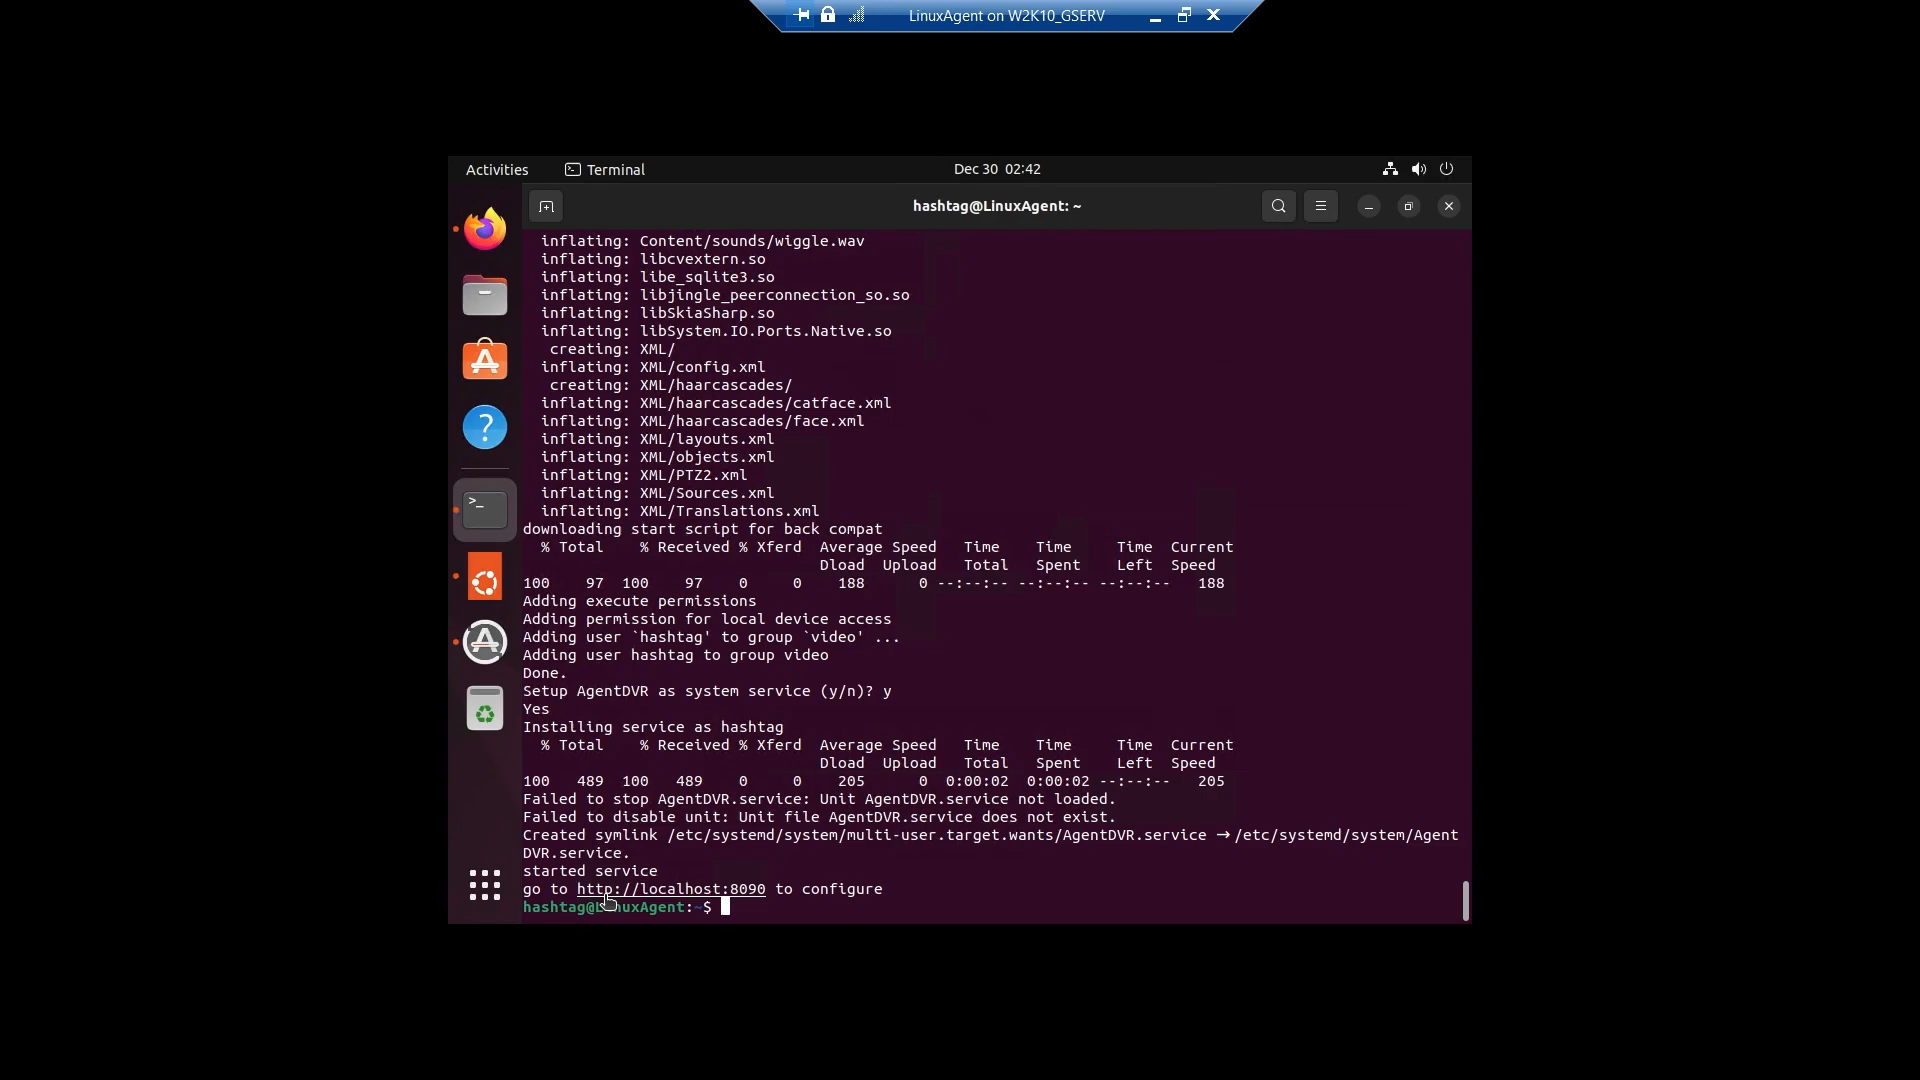 LinuxAgent on W2K10_GSERV
Activities Terminal Dec 30 02:42
hashtag@LinuxAgent: ~
inflating: Content/sounds/wiggle.wav
inflating: libcvextern.so
inflating: libe_sqlite3.so
inflating: libjingle_peerconnection_so.so
inflating: libSkiaSharp.so
inflating: libSystem.IO.Ports.Native.so
creating: XML/
inflating: XML/config.xml
creating: XML/haarcascades/
inflating: XML/haarcascades/catface.xml
inflating: XML/haarcascades/face.xml
inflating: XML/layouts.xml
inflating: XML/objects.xml
inflating: XML/PTZ2.xml
inflating: XML/Sources.xml
inflating: XML/Translations.xml
downloading start script for back compat
% Total % Received % Xferd Average Speed Time Time Time Current
Dload Upload Total Spent Left Speed
100 97 100 97 0 0 188 0 --:--:-- --:--:-- --:--:-- 188
Adding execute permissions
Adding permission for local device access
Adding user `hashtag' to group `video' ...
Adding user hashtag to group video
Done.
Setup AgentDVR as system service (y/n)? y
Yes
Installing service as hashtag
% Total % Received % Xferd Average Speed Time Time Time Current
Dload Upload Total Spent Left Speed
100 489 100 489 0 0 205 0 0:00:02 0:00:02 --:--:-- 205
Failed to stop AgentDVR.service: Unit AgentDVR.service not loaded.
Failed to disable unit: Unit file AgentDVR.service does not exist.
Created symlink /etc/systemd/system/multi-user.target.wants/AgentDVR.service → /etc/systemd/system/Agent
DVR.service.
started service
go to http://localhost:8090 to configure
hashtag@LinuxAgent:~$